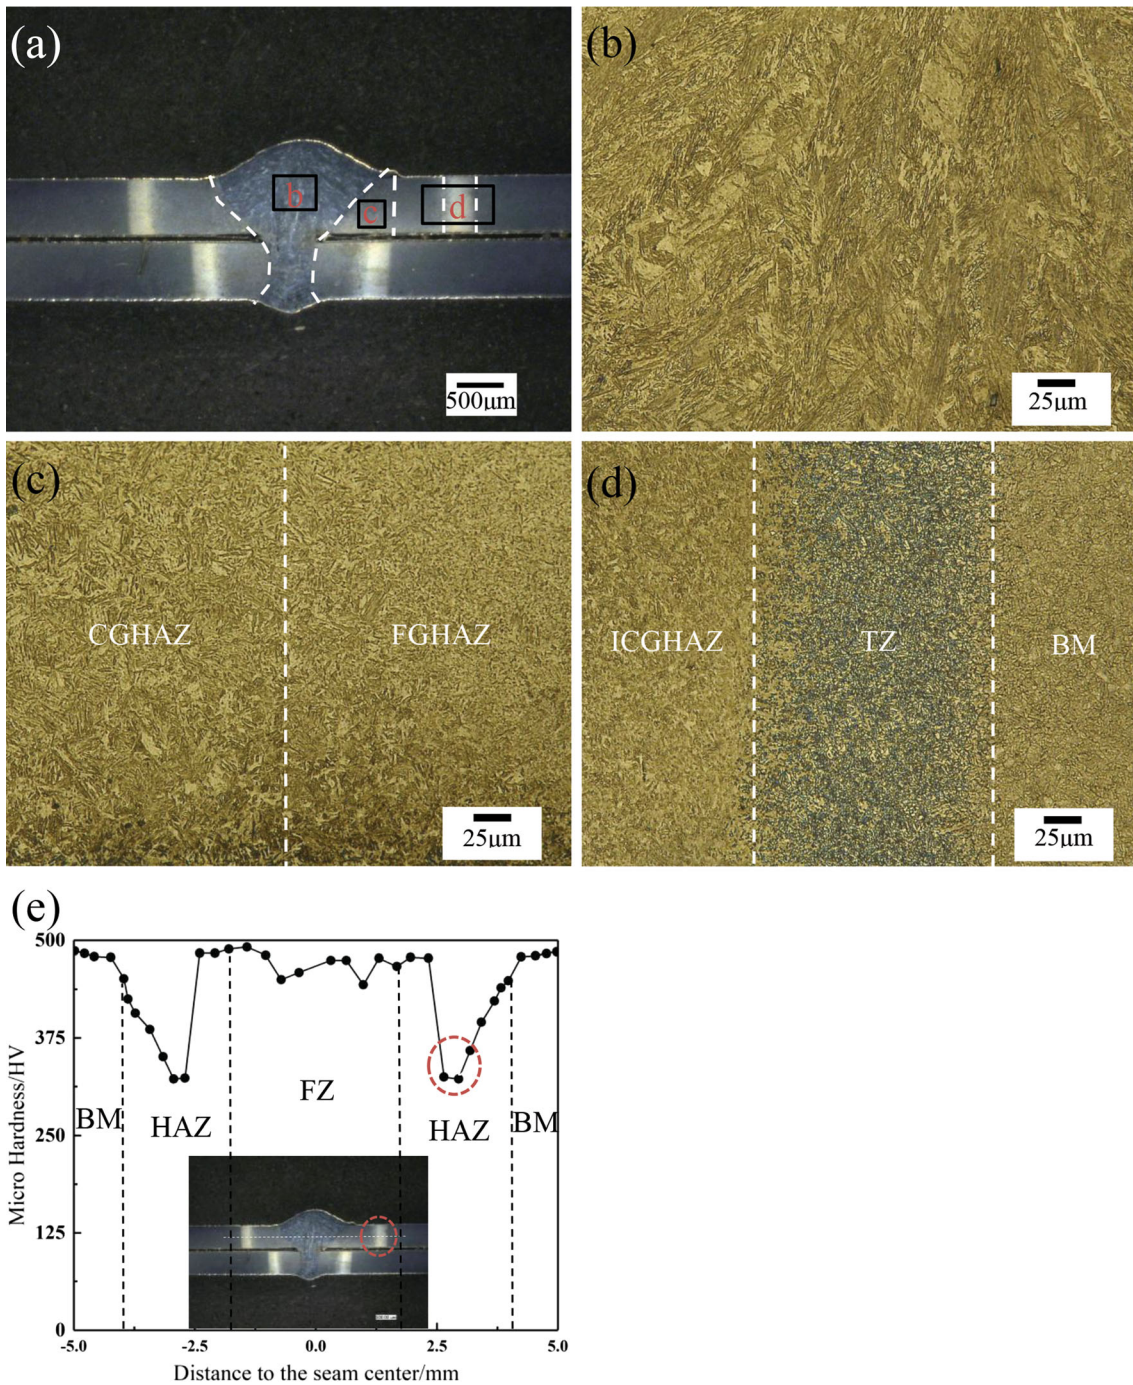 (a)
b
c
d
500μm
(b)
25μm
(c)
CGHAZ
FGHAZ
25μm
(d)
ICGHAZ
TZ
BM
25μm
(e)
Micro Hardness/HV
500
375
250
125
0
BM
HAZ
FZ
HAZ
BM
-5.0
-2.5
0.0
2.5
5.0
Distance to the seam center/mm